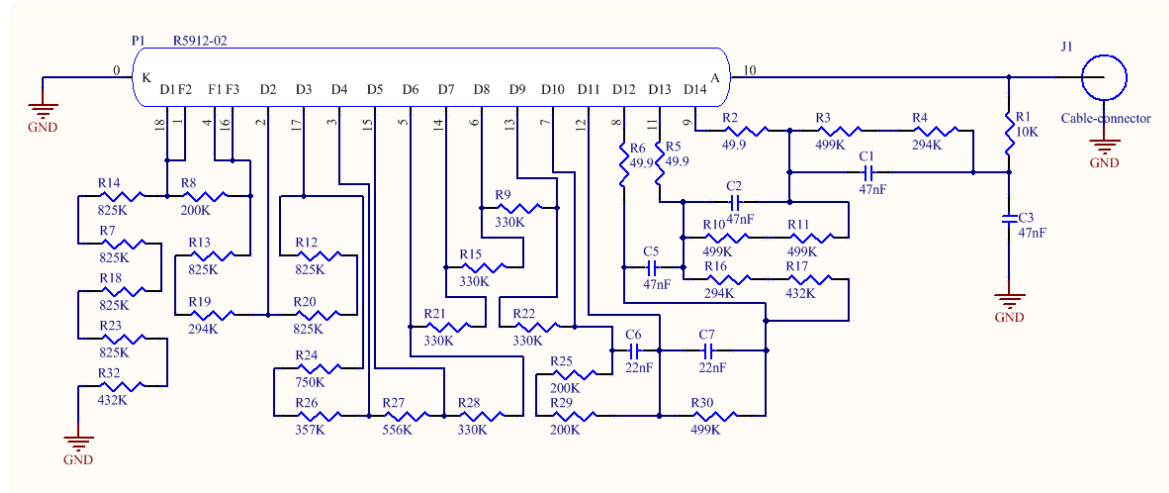 P1 R5912-02
J1
0 K A 10
D1 F2 F1 F3 D2 D3 D4 D5 D6 D7 D8 D9 D10 D11 D12 D13 D14
18 1 4 16 2 17 3 15 5 14 6 13 7 12 8 11 9
GND
Cable-connector
GND
R1
10K
R2
49.9
R3
499K
R4
294K
R6
49.9
R5
49.9
C1
47nF
R14
825K
R8
200K
R9
330K
C2
47nF
C3
47nF
R7
825K
R13
825K
R12
825K
R15
330K
R10
499K
R11
499K
C5
47nF
R18
825K
R16
294K
R17
432K
R19
294K
R20
825K
R21
330K
R22
330K
GND
R23
825K
C6
22nF
C7
22nF
R24
750K
R25
200K
R32
432K
R26
357K
R27
556K
R28
330K
R29
200K
R30
499K
GND